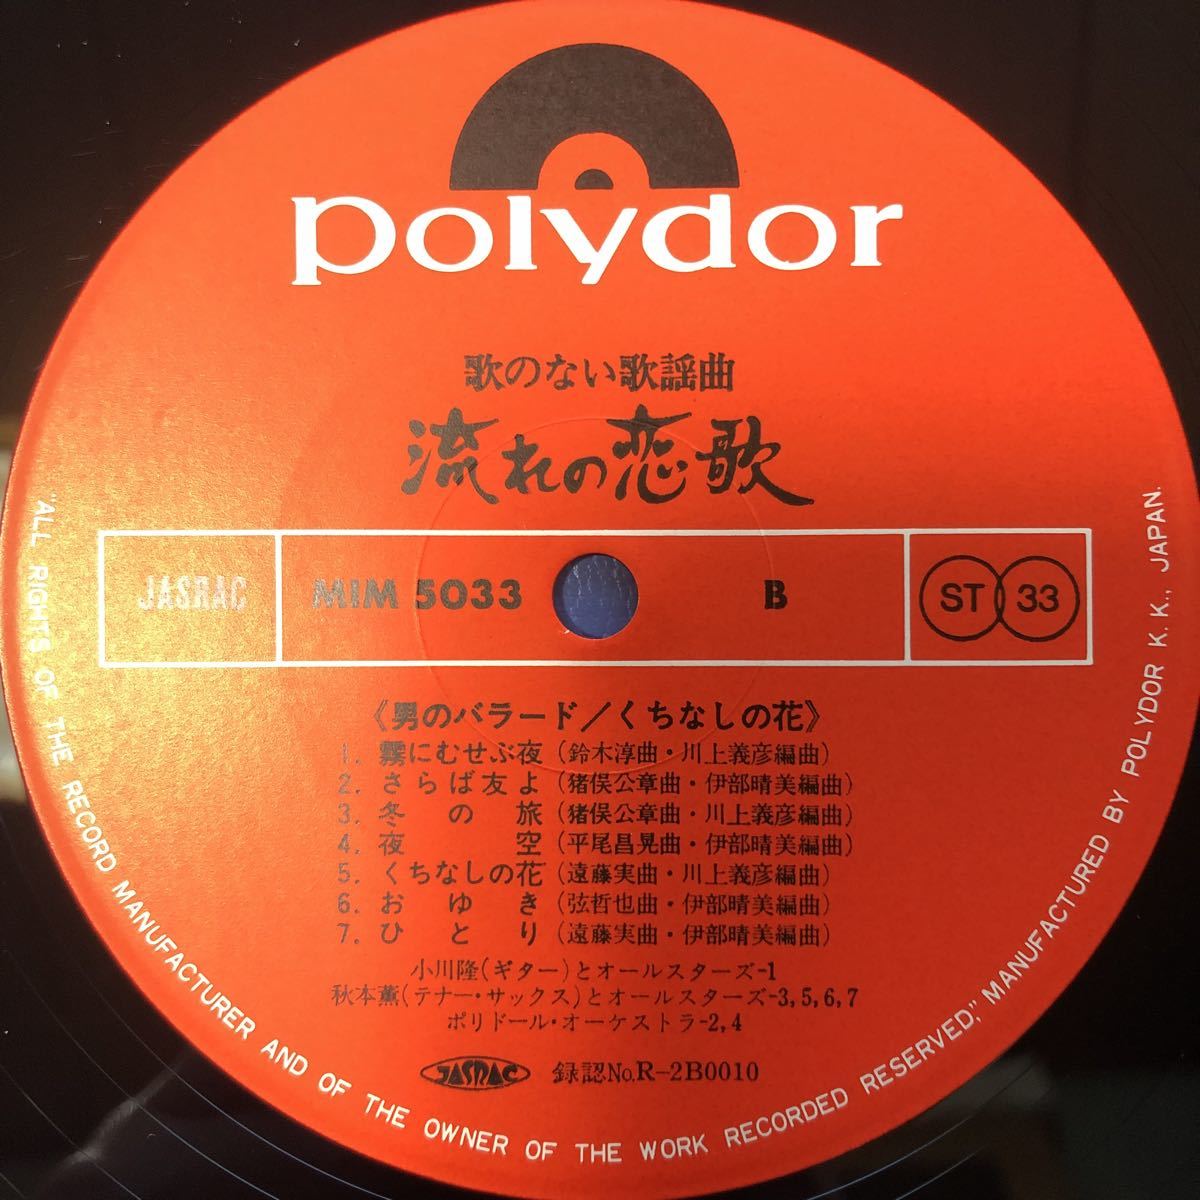 polydor
歌のない歌謡曲
流れの恋歌
JASRAC
MIM 5033
B
ST 33
《男のバラード／くちなしの花》
1. 霧にむせぶ夜（鈴木淳曲・川上義彦編曲）
2. さらば友よ（猪俣公章曲・伊部晴美編曲）
3. 冬の旅（猪俣公章曲・川上義彦編曲）
4. 夜空（平尾昌晃曲・伊部晴美編曲）
5. くちなしの花（遠藤実曲・川上義彦編曲）
6. おゆき（弦哲也曲・伊部晴美編曲）
7. ひとり（遠藤実曲・伊部晴美編曲）
小川隆(ギター)とオールスターズ-1
秋本薫(テナー・サックス)とオールスターズ-3,5,6,7
ポリドール・オーケストラ-2,4
JASRAC 録認No.R-2B0010
"ALL RIGHTS OF THE RECORD MANUFACTURER AND OF THE OWNER OF THE WORK RECORDED RESERVED," MANUFACTURED BY POLYDOR K. K., JAPAN.